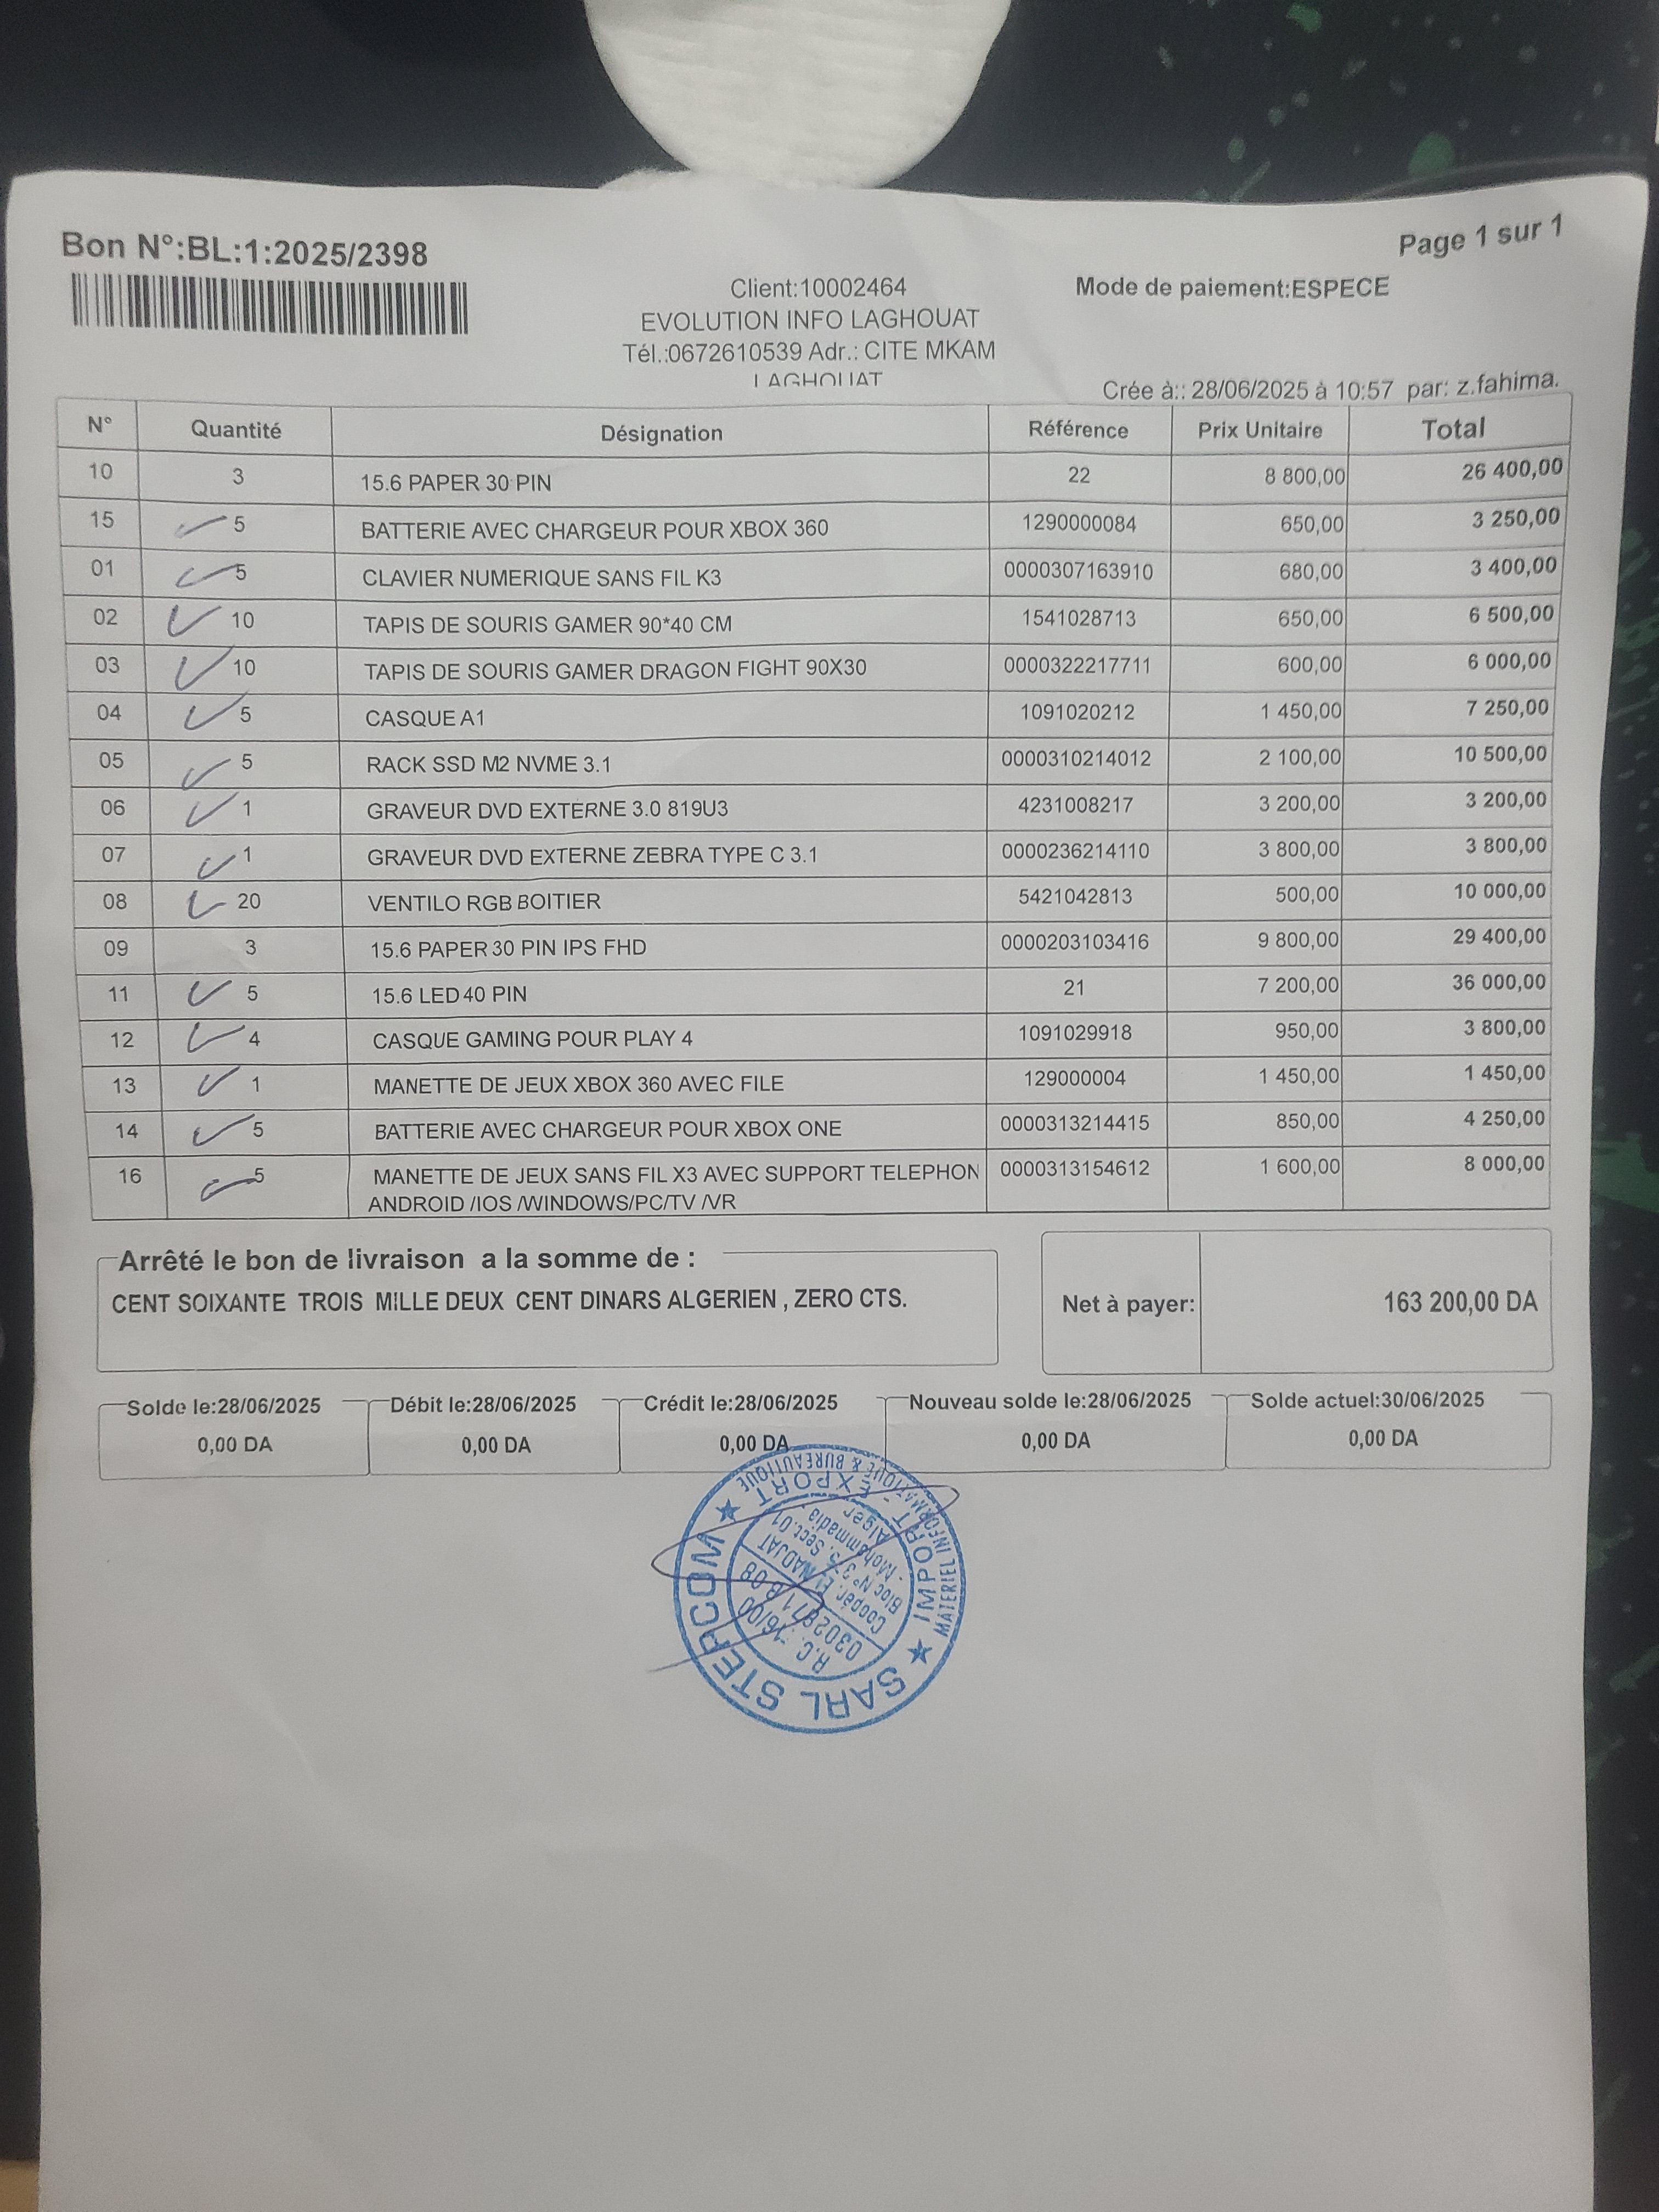 Bon N°:BL:1:2025/2398
Page 1 sur 1
Client:10002464
Mode de paiement:ESPECE
EVOLUTION INFO LAGHOUAT
Tél.:0672610539 Adr.: CITE MKAM
LAGHOUAT
Crée à:: 28/06/2025 à 10:57 par: z.fahima.
N° Quantité Désignation Référence Prix Unitaire Total
10 3 15.6 PAPER 30 PIN 22 8 800,00 26 400,00
15 5 BATTERIE AVEC CHARGEUR POUR XBOX 360 1290000084 650,00 3 250,00
01 5 CLAVIER NUMERIQUE SANS FIL K3 0000307163910 680,00 3 400,00
02 10 TAPIS DE SOURIS GAMER 90*40 CM 1541028713 650,00 6 500,00
03 10 TAPIS DE SOURIS GAMER DRAGON FIGHT 90X30 0000322217711 600,00 6 000,00
04 5 CASQUE A1 1091020212 1 450,00 7 250,00
05 5 RACK SSD M2 NVME 3.1 0000310214012 2 100,00 10 500,00
06 1 GRAVEUR DVD EXTERNE 3.0 819U3 4231008217 3 200,00 3 200,00
07 1 GRAVEUR DVD EXTERNE ZEBRA TYPE C 3.1 0000236214110 3 800,00 3 800,00
08 20 VENTILO RGB BOITIER 5421042813 500,00 10 000,00
09 3 15.6 PAPER 30 PIN IPS FHD 0000203103416 9 800,00 29 400,00
11 5 15.6 LED 40 PIN 21 7 200,00 36 000,00
12 4 CASQUE GAMING POUR PLAY 4 1091029918 950,00 3 800,00
13 1 MANETTE DE JEUX XBOX 360 AVEC FILE 129000004 1 450,00 1 450,00
14 5 BATTERIE AVEC CHARGEUR POUR XBOX ONE 0000313214415 850,00 4 250,00
16 5 MANETTE DE JEUX SANS FIL X3 AVEC SUPPORT TELEPHON 0000313154612 1 600,00 8 000,00
ANDROID /IOS /WINDOWS/PC/TV /VR
Arrêté le bon de livraison a la somme de :
CENT SOIXANTE TROIS MILLE DEUX CENT DINARS ALGERIEN , ZERO CTS.
Net à payer: 163 200,00 DA
Solde le:28/06/2025 Débit le:28/06/2025 Crédit le:28/06/2025 Nouveau solde le:28/06/2025 Solde actuel:30/06/2025
0,00 DA 0,00 DA 0,00 DA 0,00 DA 0,00 DA
SARL STEPCOM
IMPORT - EXPORT
MATERIEL INFORMATIQUE & BUREAUTIQUE
R.C. 16/00
Coopér. El NADJAT
Bloc N° 375, Sect.01
- Mohammadia -
Alger